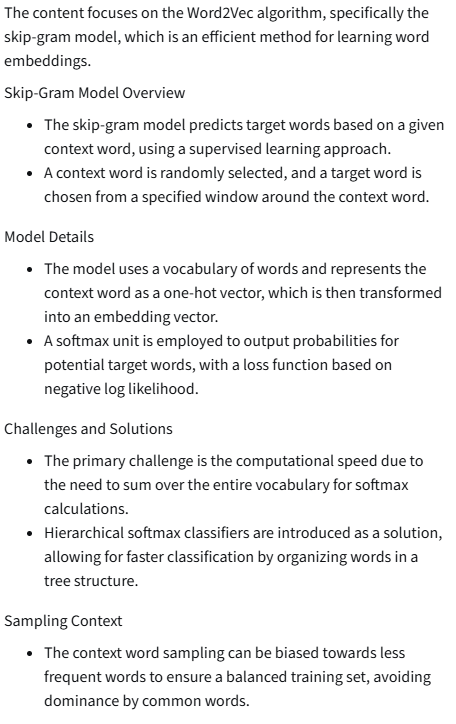 The content focuses on the Word2Vec algorithm, specifically the
skip-gram model, which is an efficient method for learning word
embeddings.
Skip-Gram Model Overview
• The skip-gram model predicts target words based on a given
context word, using a supervised learning approach.
• A context word is randomly selected, and a target word is
chosen from a specified window around the context word.
Model Details
• The model uses a vocabulary of words and represents the
context word as a one-hot vector, which is then transformed
into an embedding vector.
• A softmax unit is employed to output probabilities for
potential target words, with a loss function based on
negative log likelihood.
Challenges and Solutions
• The primary challenge is the computational speed due to
the need to sum over the entire vocabulary for softmax
calculations.
• Hierarchical softmax classifiers are introduced as a solution,
allowing for faster classification by organizing words in a
tree structure.
Sampling Context
• The context word sampling can be biased towards less
frequent words to ensure a balanced training set, avoiding
dominance by common words.